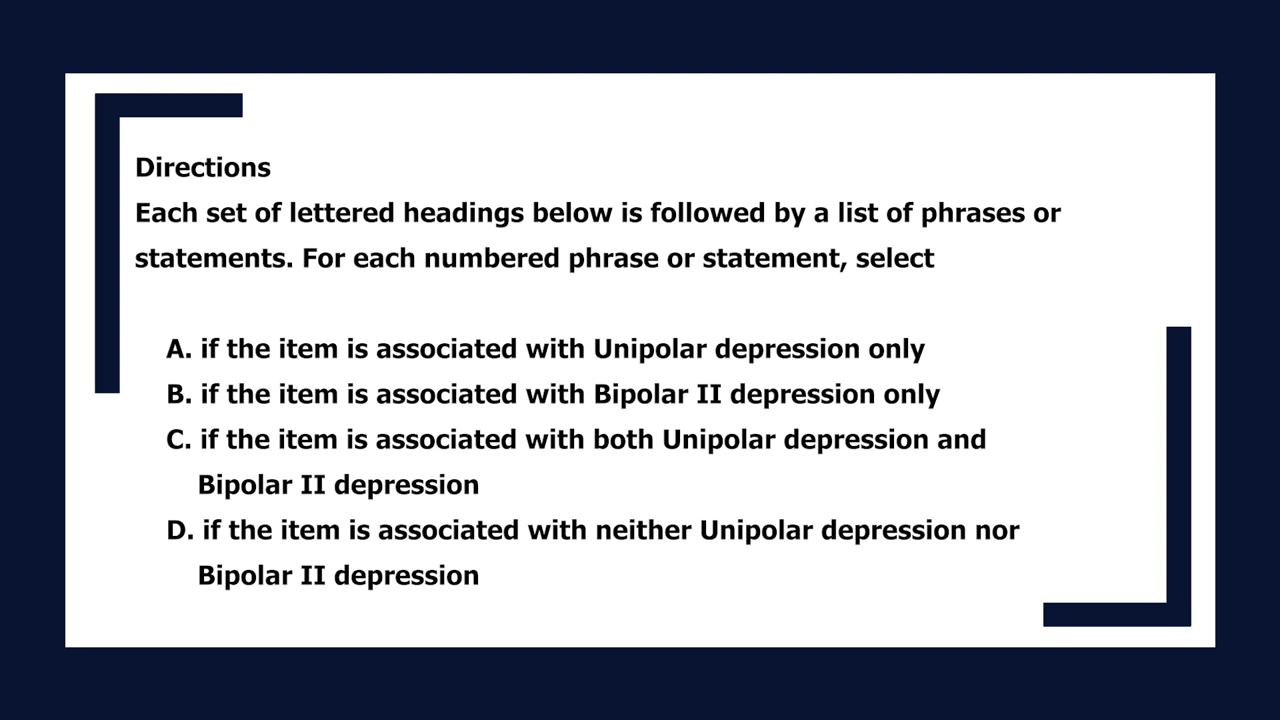 Directions
Each set of lettered headings below is followed by a list of phrases or
statements. For each numbered phrase or statement, select
A. if the item is associated with Unipolar depression only
B. if the item is associated with Bipolar II depression only
C. if the item is associated with both Unipolar depression and
Bipolar II depression
D. if the item is associated with neither Unipolar depression nor
Bipolar II depression